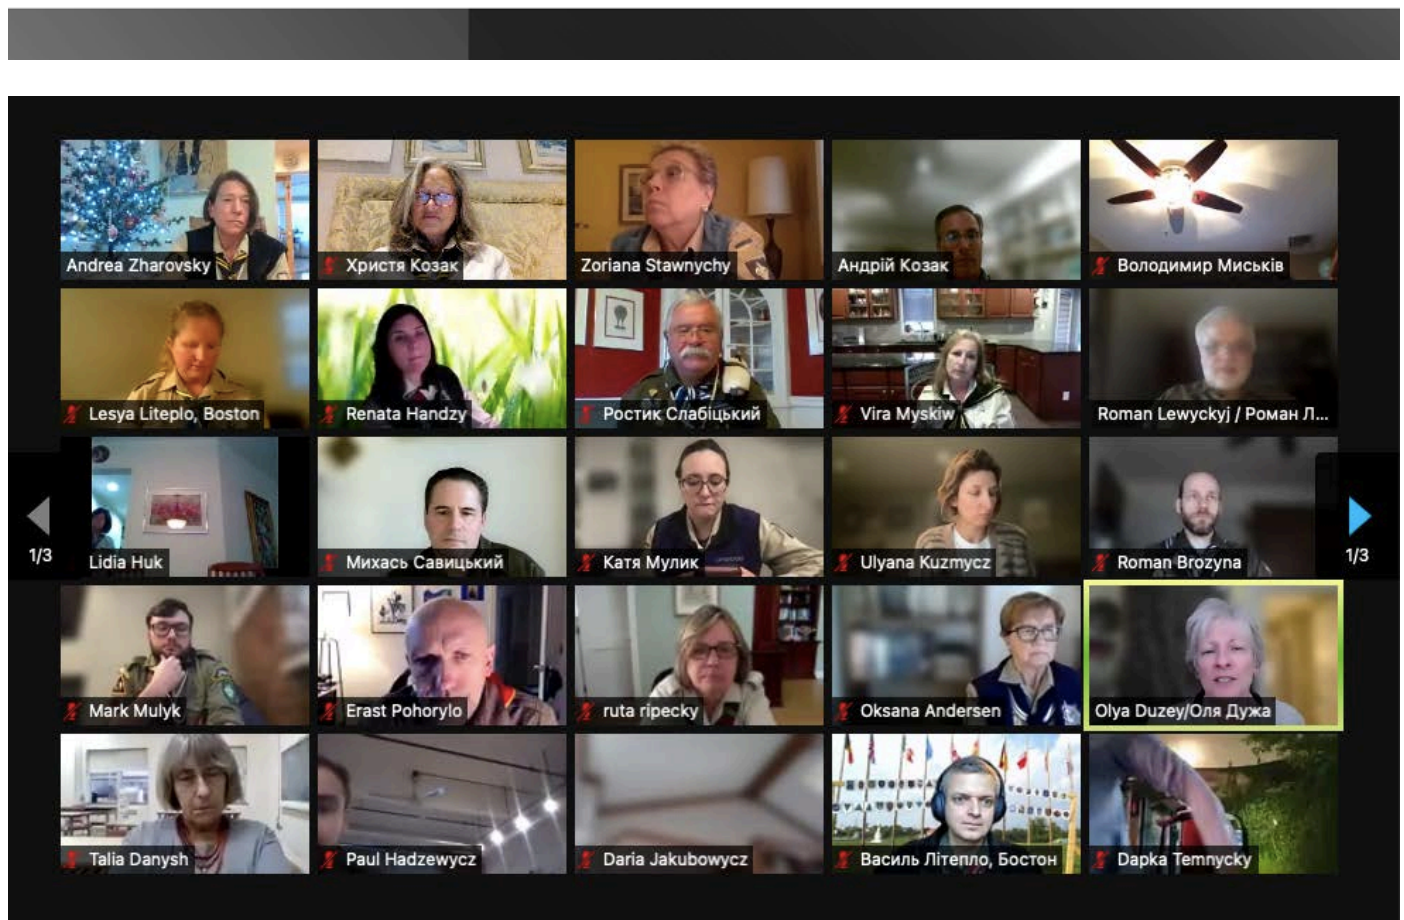 Andrea Zharovsky
Христя Козак
Zoriana Stawnychy
Андрій Козак
Володимир Миськів
Lesya Liteplo, Boston
Renata Handzy
Ростик Слабіцький
Vira Myskiw
Roman Lewyckyj / Роман Л...
Lidia Huk
Михась Савицький
Катя Мулик
Ulyana Kuzmycz
Roman Brozyna
1/3
1/3
Mark Mulyk
Erast Pohorylo
ruta ripecky
Oksana Andersen
Olya Duzey/Оля Дужа
Talia Danysh
Paul Hadzewycz
Daria Jakubowycz
Василь Літепло, Бостон
Dapka Temnycky